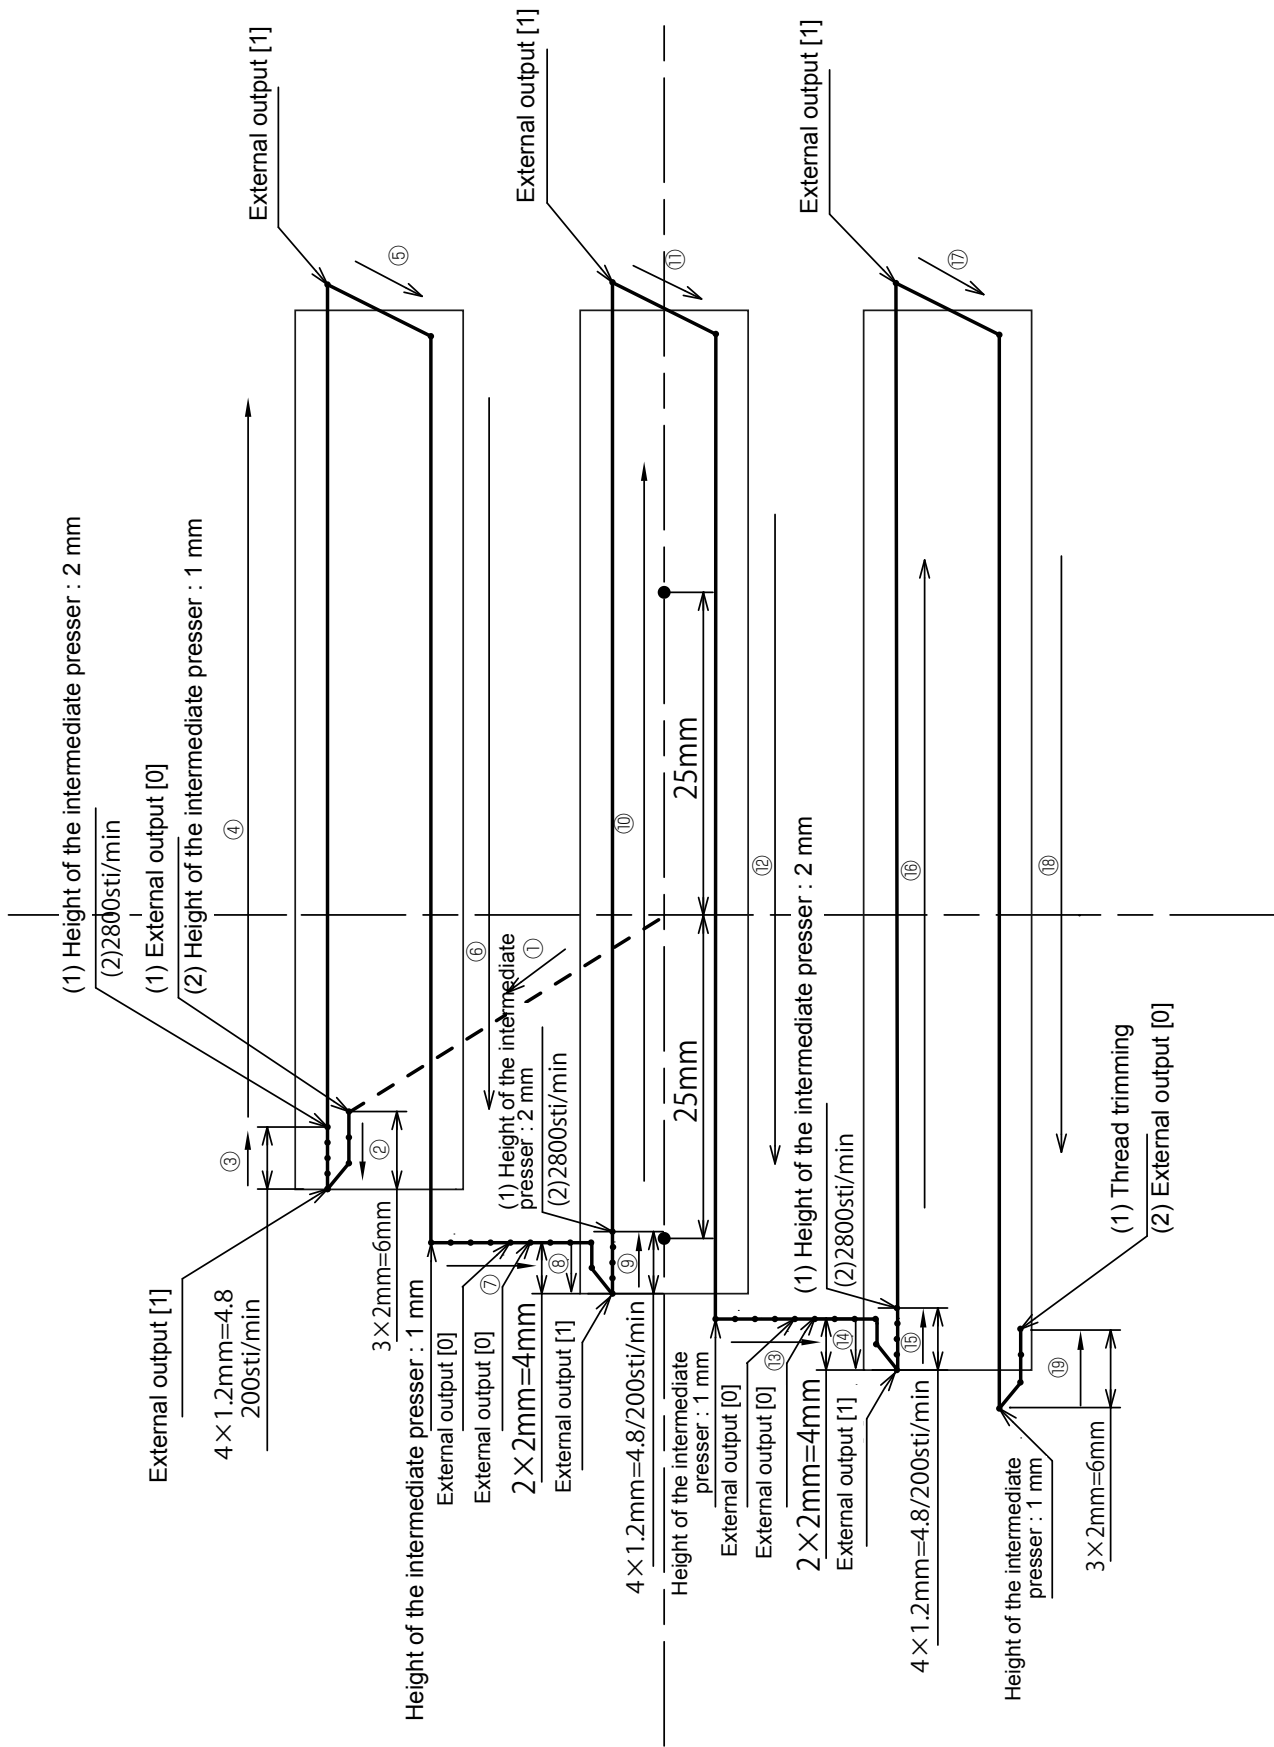 External output [1]
External output [1]
External output [1]
⑤
⑪
⑰
(1) Height of the intermediate presser : 2 mm
(2)2800sti/min
(1) External output [0]
(2) Height of the intermediate presser : 1 mm
④
⑩
25mm
⑫
(1) Height of the intermediate presser : 2 mm
(2)2800sti/min
⑯
⑱
⑥
①
(1) Height of the intermediate
presser : 2 mm
(2)2800sti/min
25mm
③
②
3×2mm=6mm
External output [1]
4×1.2mm=4.8
200sti/min
Height of the intermediate presser : 1 mm
External output [0]
External output [0]
⑦
2×2mm=4mm
⑧
External output [1]
⑨
4×1.2mm=4.8/200sti/min
Height of the intermediate
presser : 1 mm
External output [0]
External output [0]
⑬
2×2mm=4mm
⑭
External output [1]
⑮
4×1.2mm=4.8/200sti/min
(1) Thread trimming
(2) External output [0]
⑲
Height of the intermediate
presser : 1 mm
3×2mm=6mm